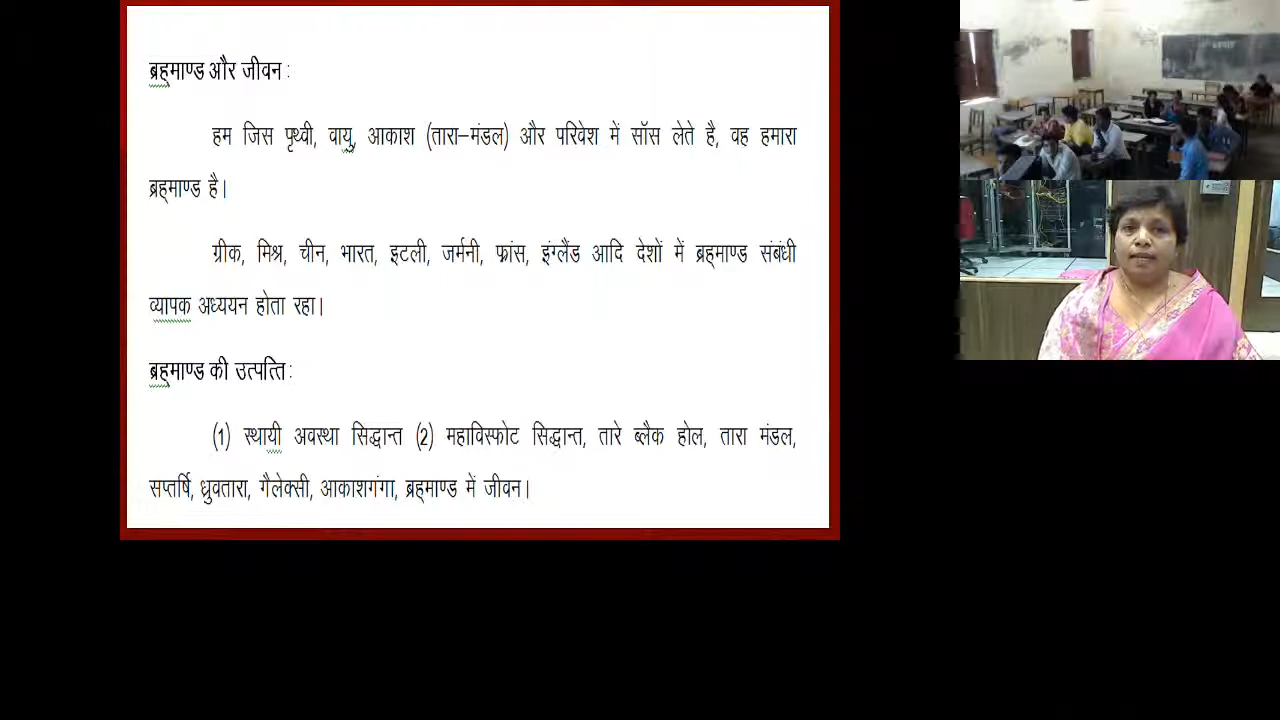 ब्रह्माण्ड और जीवन :
हम जिस पृथ्वी, वायु, आकाश (तारा–मंडल) और परिवेश में सॉस लेते है, वह हमारा
ब्रह्माण्ड है।
ग्रीक, मिश्र, चीन, भारत, इटली, जर्मनी, फ्रांस, इंग्लैंड आदि देशों में ब्रह्माण्ड संबंधी
व्यापक अध्ययन होता रहा।
ब्रह्माण्ड की उत्पत्ति :
(1) स्थायी अवस्था सिद्धान्त (2) महाविस्फोट सिद्धान्त, तारे ब्लैक होल, तारा मंडल,
सप्तर्षि, ध्रुवतारा, गैलेक्सी, आकाशगंगा, ब्रह्माण्ड में जीवन।